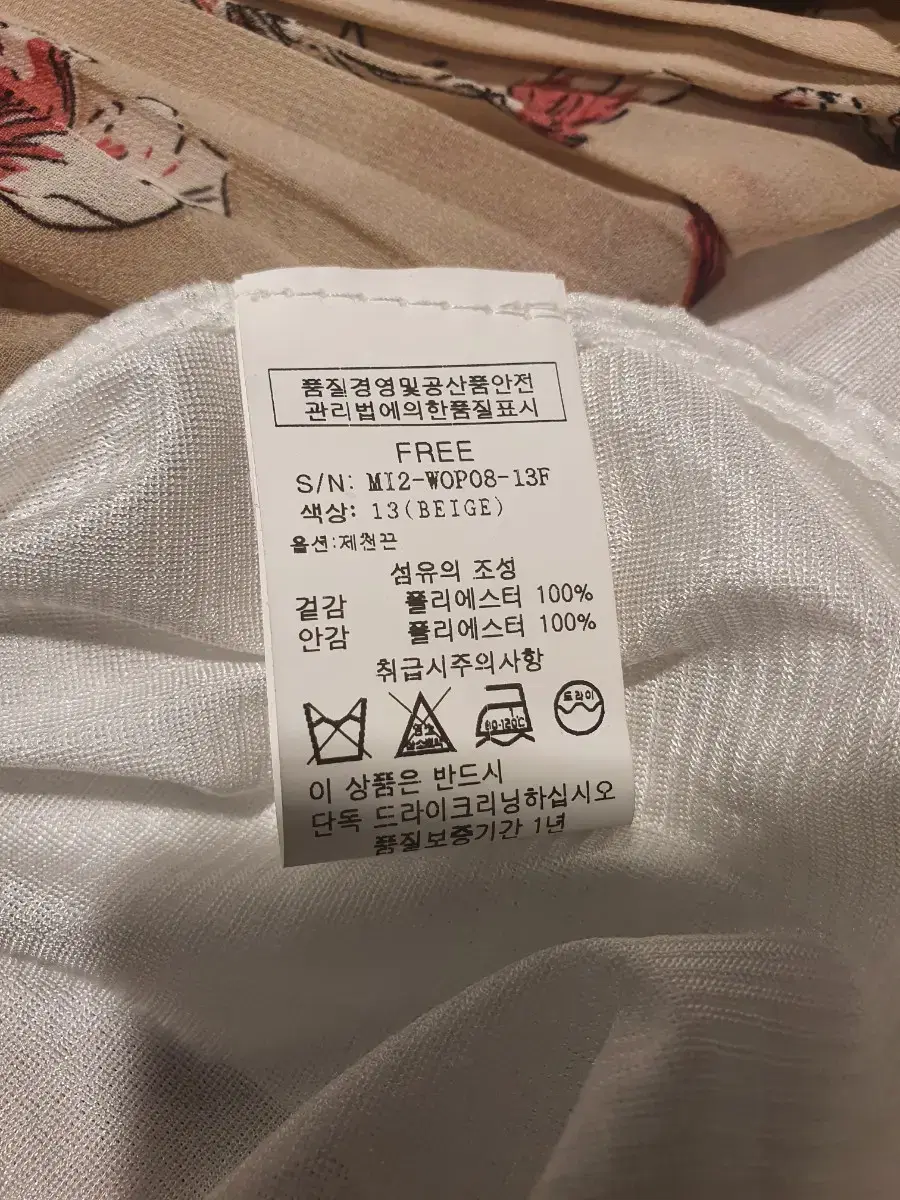 품질경영및공산품안전
관리법에의한품질표시
FREE
S/N: MI2-WOP08-13F
색상: 13(BEIGE)
옵션:제천끈
섬유의 조성
겉감 폴리에스터 100%
안감 폴리에스터 100%
취급시주의사항
80-120℃
드라이
이 상품은 반드시
단독 드라이크리닝하십시오
품질보증기간 1년